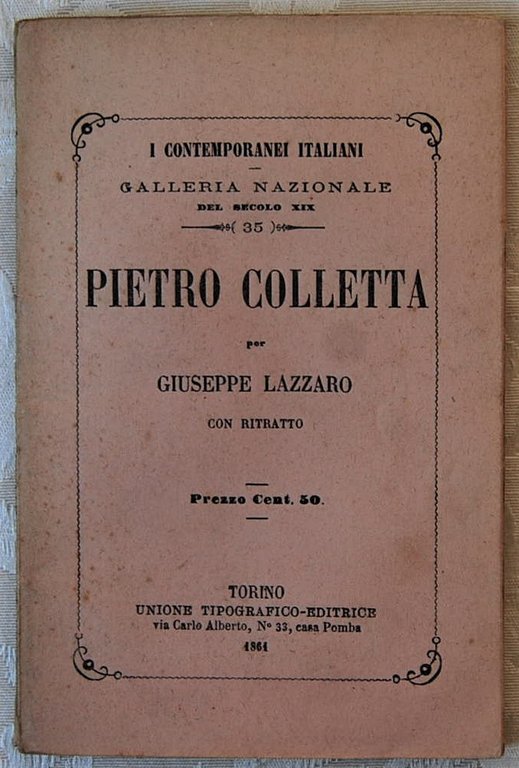 I CONTEMPORANEI ITALIANI
GALLERIA NAZIONALE
DEL SECOLO XIX
( 35 )
PIETRO COLLETTA
per
GIUSEPPE LAZZARO
CON RITRATTO
Prezzo Cent. 50.
TORINO
UNIONE TIPOGRAFICO-EDITRICE
via Carlo Alberto, Nº 33, casa Pomba
1861